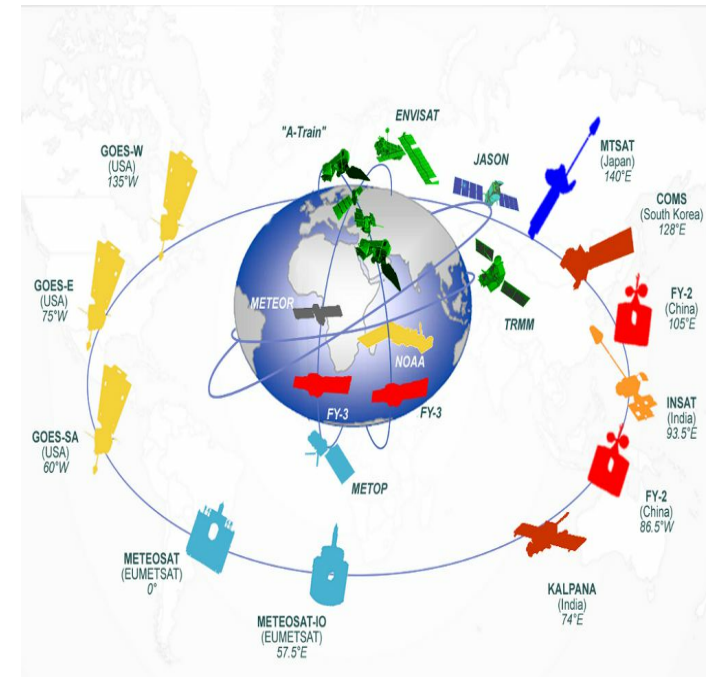 "A-Train"
ENVISAT
JASON
MTSAT
(Japan)
140°E
GOES-W
(USA)
135°W
COMS
(South Korea)
128°E
GOES-E
(USA)
75°W
FY-2
(China)
105°E
METEOR
TRMM
NOAA
FY-3
FY-3
INSAT
(India)
93.5°E
GOES-SA
(USA)
60°W
METOP
FY-2
(China)
86.5°W
METEOSAT
(EUMETSAT)
0°
KALPANA
(India)
74°E
METEOSAT-IO
(EUMETSAT)
57.5°E